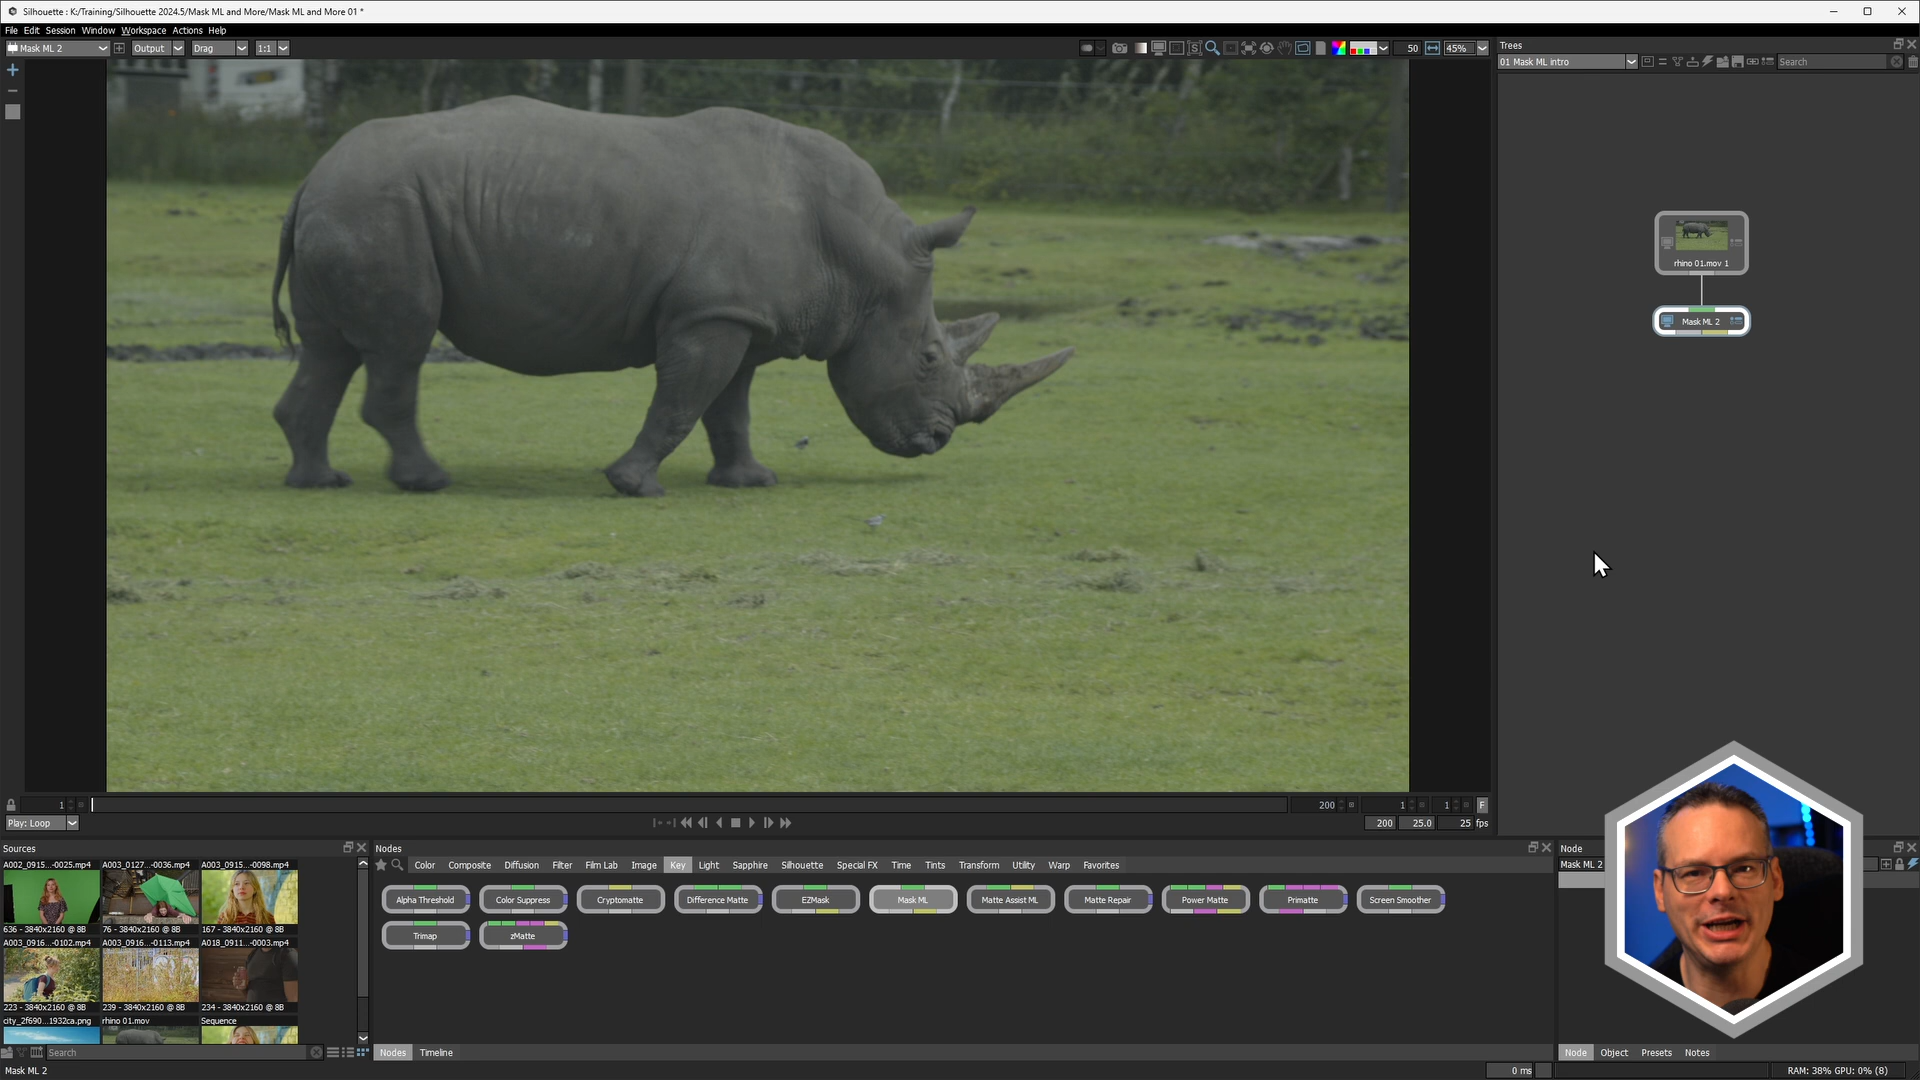 Silhouette : K:/Training/Silhouette 2024.5/Mask ML and More/Mask ML and More 01 *
File Edit Session Window Workspace Actions Help
Mask ML 2 Output Drag 1:1 50 45%
Trees
01 Mask ML intro Search
rhino 01.mov 1
Mask ML 2
1 200 1 1 F
Play: Loop 200 25.0 25 fps
Sources
A002_0915...-0025.mp4 A003_0127...-0036.mp4 A003_0915...-0098.mp4
636 - 3840x2160 @ 8B 76 - 3840x2160 @ 8B 167 - 3840x2160 @ 8B
A003_0916...-0102.mp4 A003_0916...-0113.mp4 A018_0911...-0003.mp4
223 - 3840x2160 @ 8B 239 - 3840x2160 @ 8B 234 - 3840x2160 @ 8B
city_2f690...1932ca.png rhino 01.mov Sequence
Search
Nodes
Color Composite Diffusion Filter Film Lab Image Key Light Sapphire Silhouette Special FX Time Tints Transform Utility Warp Favorites
Alpha Threshold Color Suppress Cryptomatte Difference Matte EZMask Mask ML Matte Assist ML Matte Repair Power Matte Primatte Screen Smoother
Trimap zMatte
Nodes Timeline
Node
Mask ML 2
Node Object Presets Notes
Mask ML 2 0 ms RAM: 38% GPU: 0% (8)